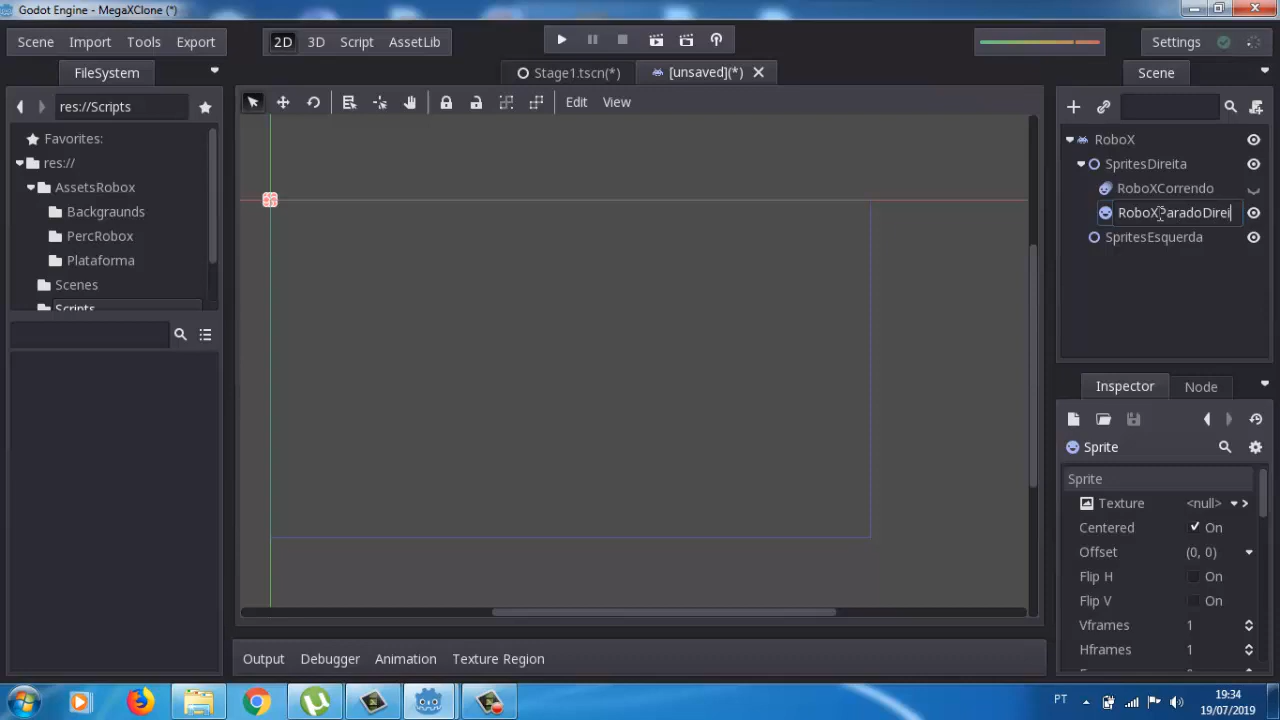 Godot Engine - MegaXClone (*)
Scene Import Tools Export
2D 3D Script AssetLib
Settings
FileSystem
Stage1.tscn(*)
[unsaved](*)
Scene
res://Scripts
Edit View
Favorites:
res://
AssetsRobox
Backgraunds
PercRobox
Plataforma
Scenes
Scripts
RoboX
SpritesDireita
RoboXCorrendo
RoboXParadoDirei
SpritesEsquerda
Inspector Node
Sprite
Sprite
Texture <null>
Centered On
Offset (0, 0)
Flip H On
Flip V On
Vframes 1
Hframes 1
Output Debugger Animation Texture Region
PT
19:34
19/07/2019